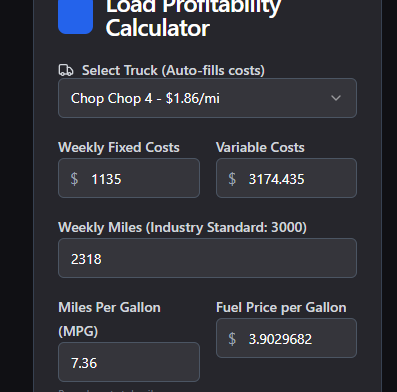 Load Profitability
Calculator
Select Truck (Auto-fills costs)
Chop Chop 4 - $1.86/mi
Weekly Fixed Costs Variable Costs
$ 1135 $ 3174.435
Weekly Miles (Industry Standard: 3000)
2318
Miles Per Gallon Fuel Price per Gallon
(MPG)
$ 3.9029682
7.36